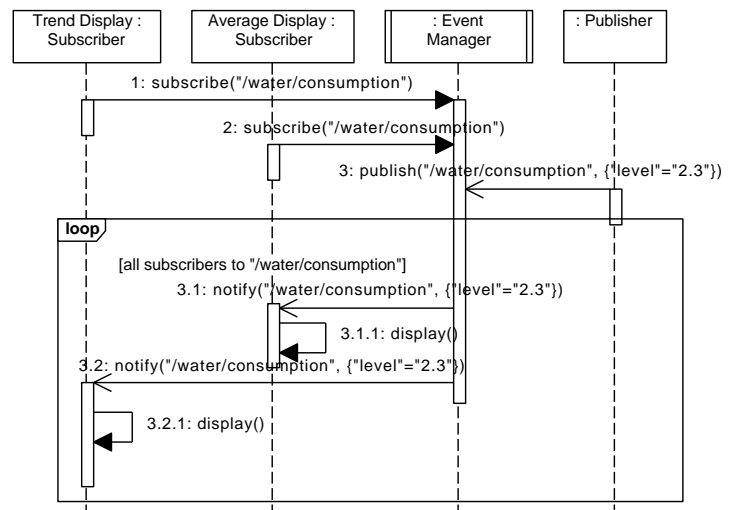 Trend Display :
Subscriber
Average Display :
Subscriber
: Event
Manager
: Publisher
1: subscribe("/water/consumption")
2: subscribe("/water/consumption")
3: publish("/water/consumption", {"level"="2.3"})
loop
[all subscribers to "/water/consumption"]
3.1: notify("/water/consumption", {"level"="2.3"})
3.1.1: display()
3.2: notify("/water/consumption", {"level"="2.3"})
3.2.1: display()